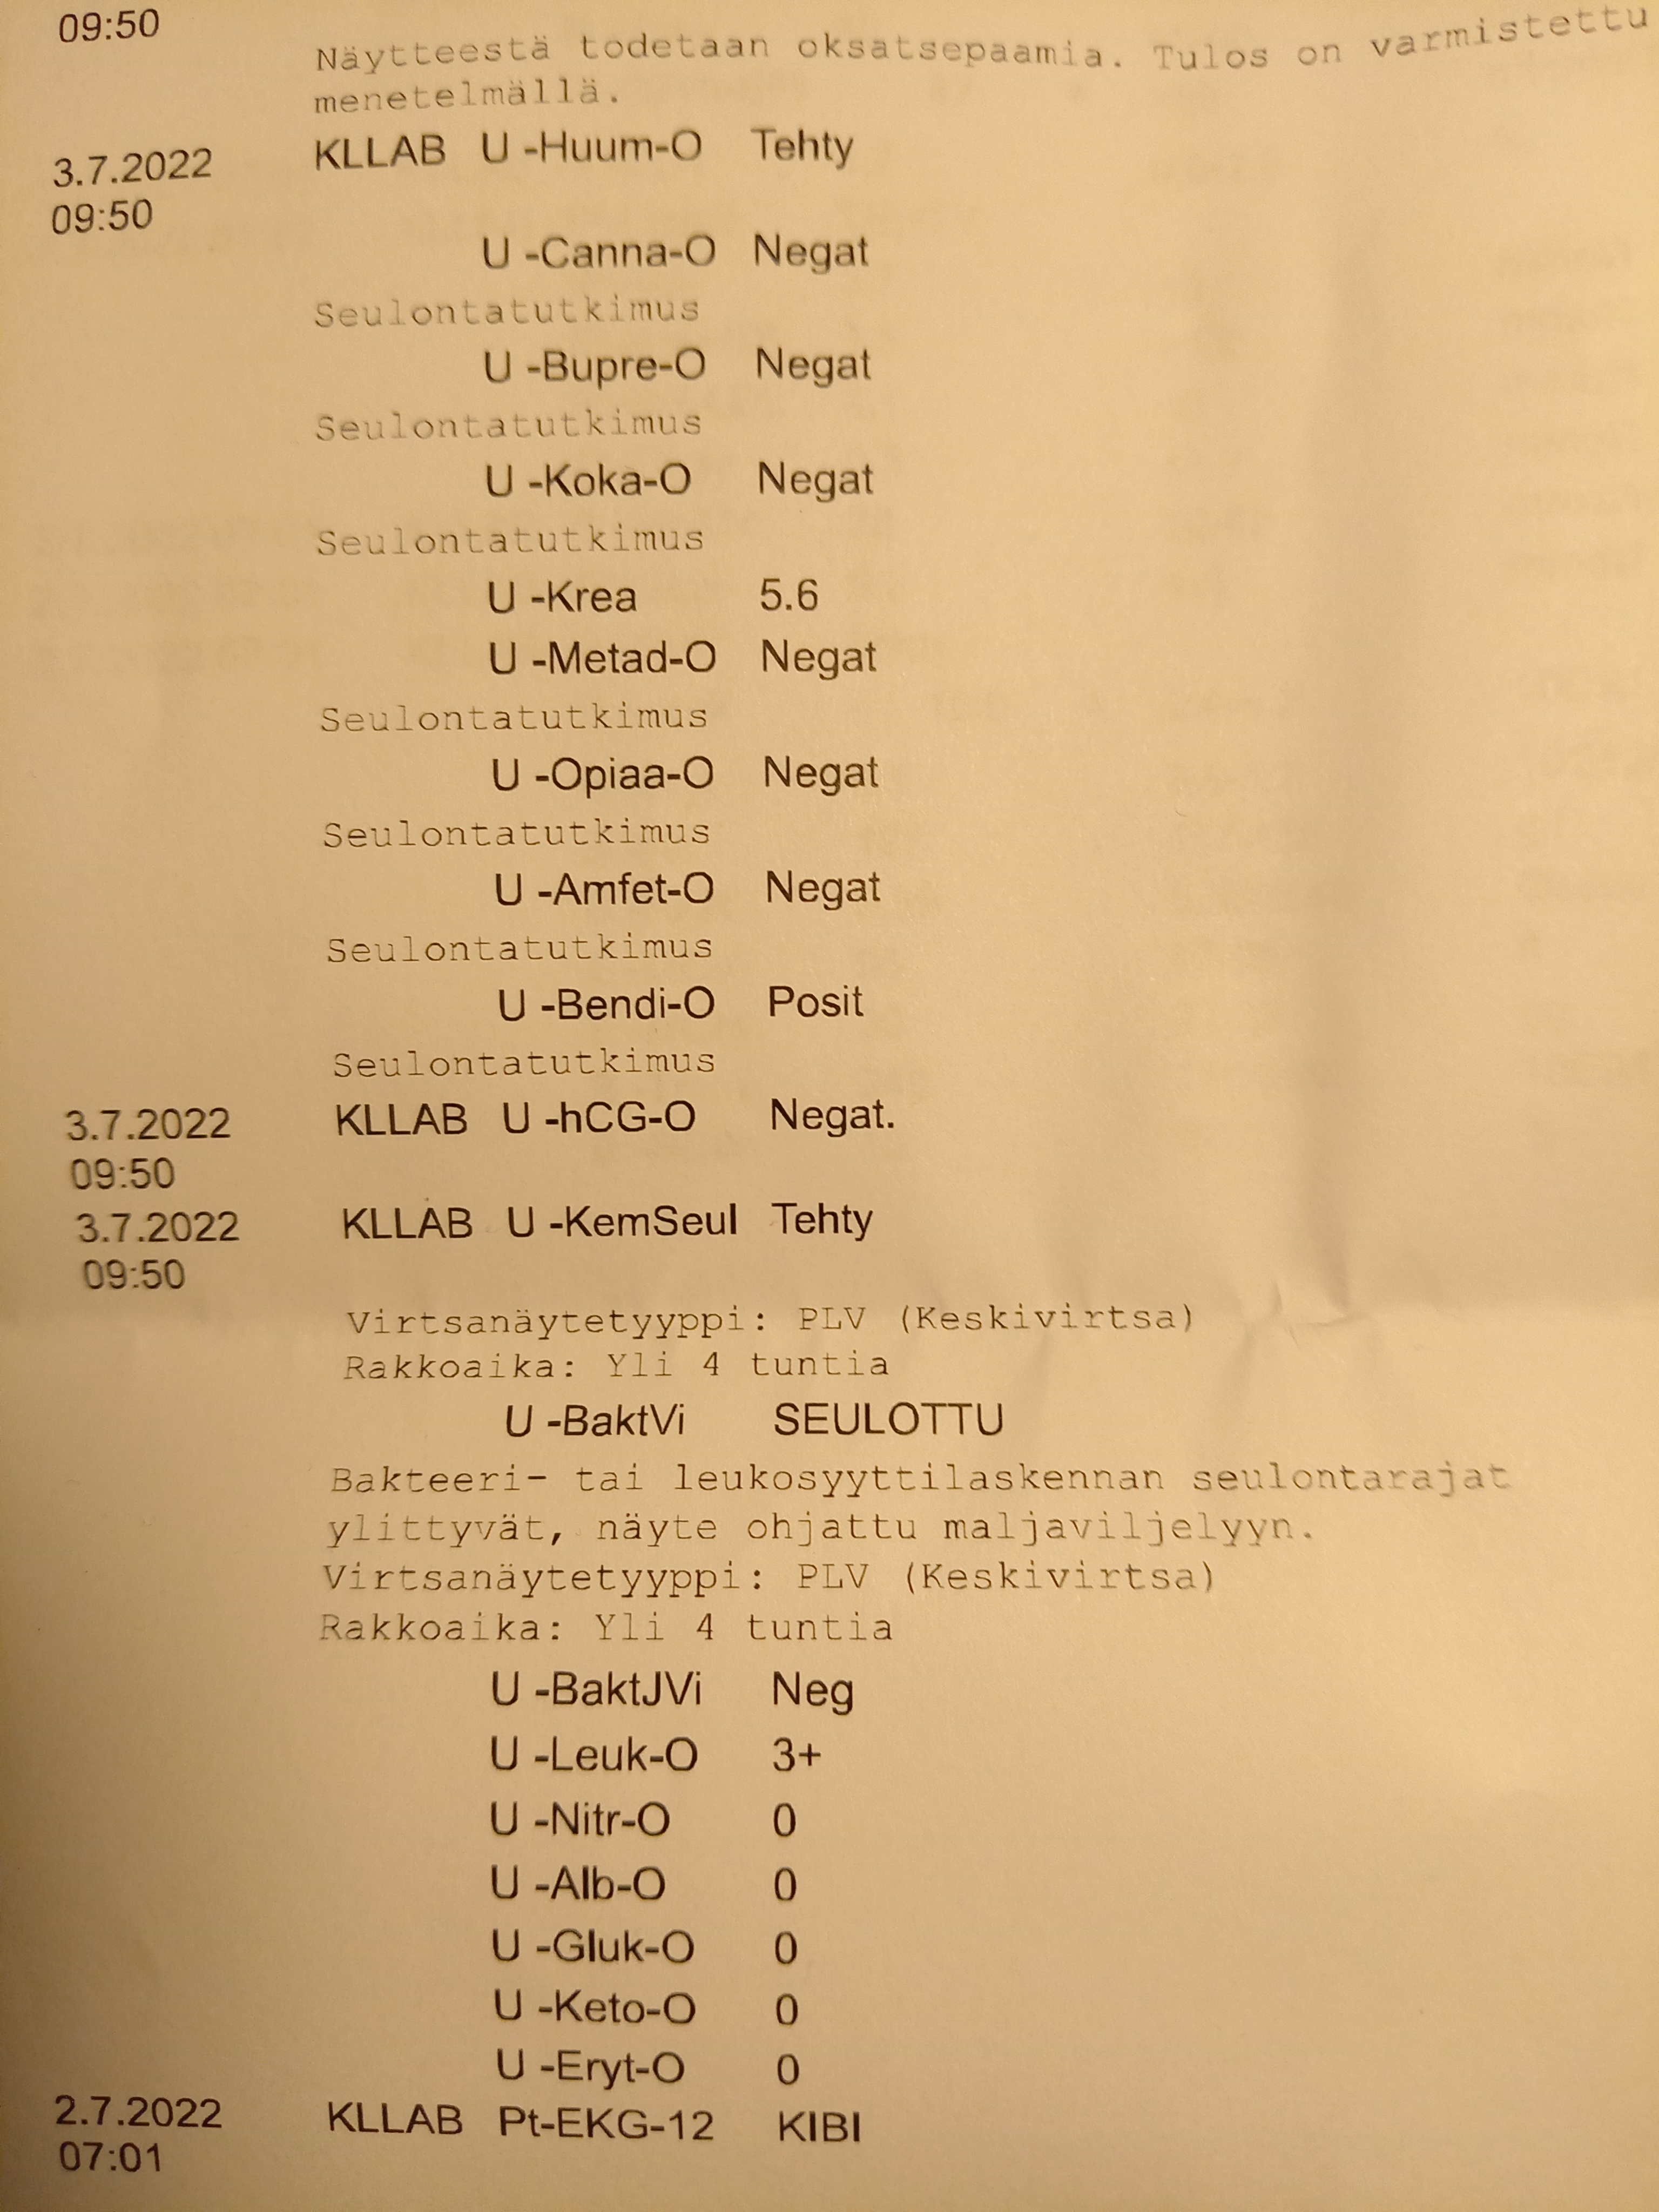 09:50
Näytteestä todetaan oksatsepaamia. Tulos on varmistettu
menetelmällä.
3.7.2022 KLLAB U -Huum-O Tehty
09:50
U -Canna-O Negat
Seulontatutkimus
U -Bupre-O Negat
Seulontatutkimus
U -Koka-O Negat
Seulontatutkimus
U -Krea 5.6
U -Metad-O Negat
Seulontatutkimus
U -Opiaa-O Negat
Seulontatutkimus
U -Amfet-O Negat
Seulontatutkimus
U -Bendi-O Posit
Seulontatutkimus
3.7.2022 KLLAB U -hCG-O Negat.
09:50
3.7.2022 KLLAB U -KemSeul Tehty
09:50
Virtsanäytetyyppi: PLV (Keskivirtsa)
Rakkoaika: Yli 4 tuntia
U -BaktVi SEULOTTU
Bakteeri- tai leukosyyttilaskennan seulontarajat
ylittyvät, näyte ohjattu maljaviljelyyn.
Virtsanäytetyyppi: PLV (Keskivirtsa)
Rakkoaika: Yli 4 tuntia
U -BaktJVi Neg
U -Leuk-O 3+
U -Nitr-O 0
U -Alb-O 0
U -Gluk-O 0
U -Keto-O 0
U -Eryt-O 0
2.7.2022 KLLAB Pt-EKG-12 KIBI
07:01